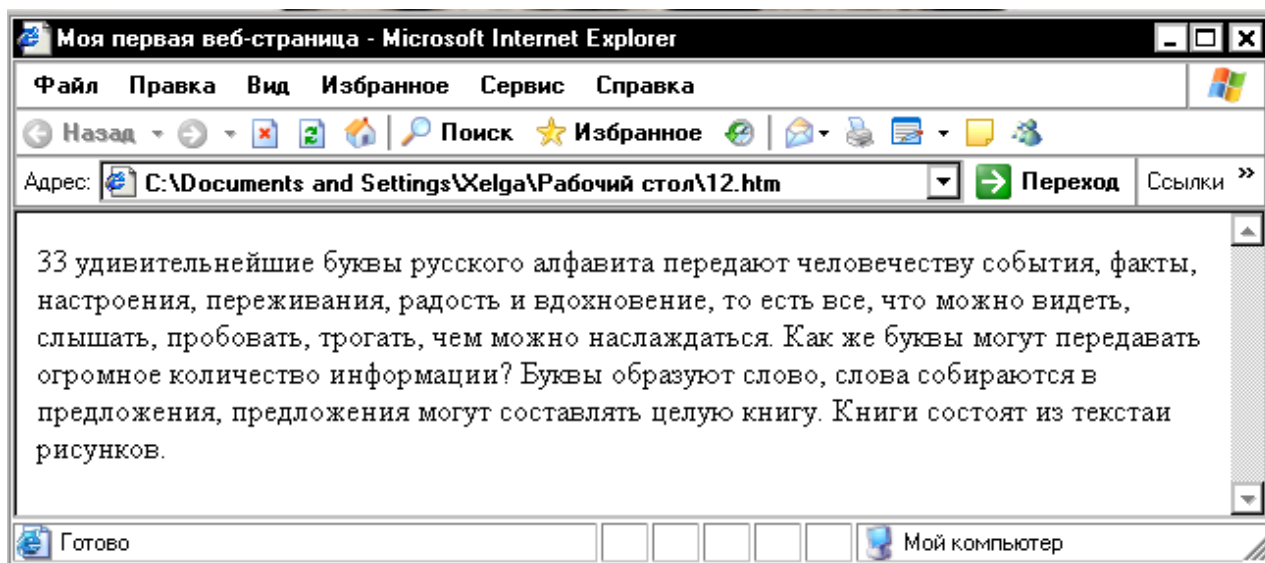 Моя первая веб-страница - Microsoft Internet Explorer
Файл Правка Вид Избранное Сервис Справка
Назад Поиск Избранное
Адрес: C:\Documents and Settings\Xelga\Рабочий стол\12.htm Переход Ссылки »
33 удивительнейшие буквы русского алфавита передают человечеству события, факты,
настроения, переживания, радость и вдохновение, то есть все, что можно видеть,
слышать, пробовать, трогать, чем можно наслаждаться. Как же буквы могут передавать
огромное количество информации? Буквы образуют слово, слова собираются в
предложения, предложения могут составлять целую книгу. Книги состоят из текстаи
рисунков.
Готово Мой компьютер